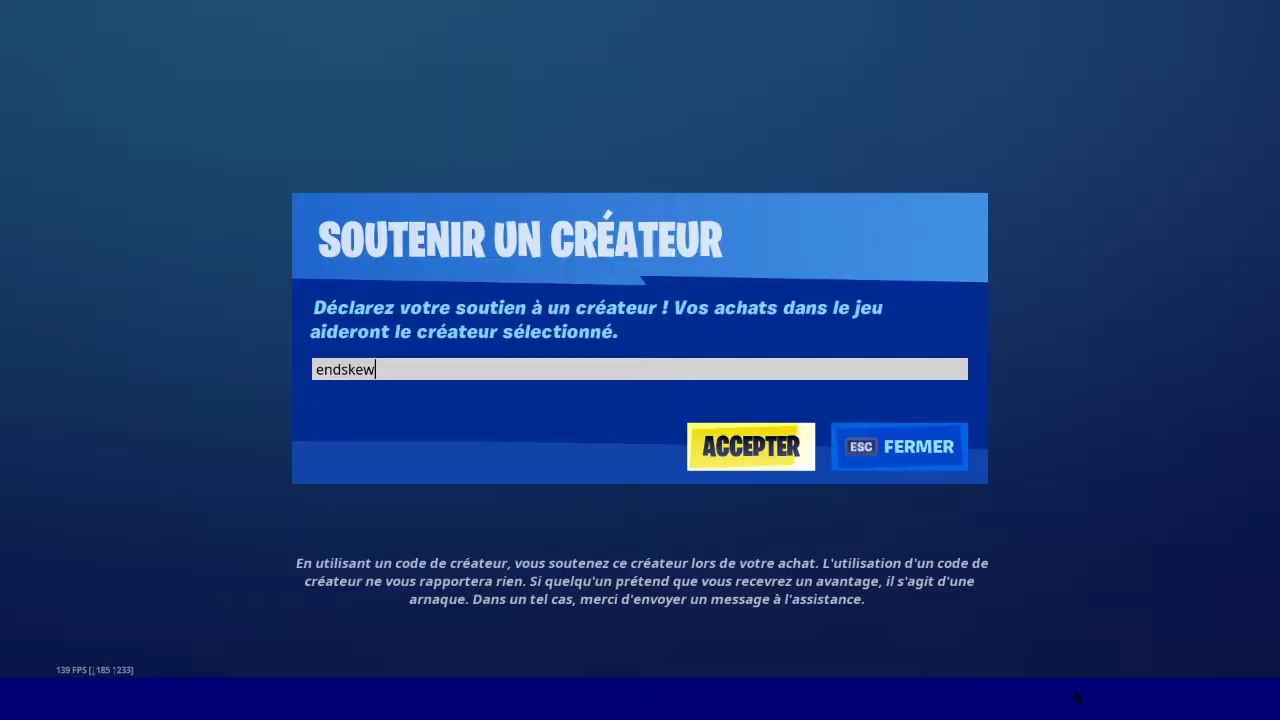 SOUTENIR UN CRÉATEUR
Déclarez votre soutien à un créateur ! Vos achats dans le jeu
aideront le créateur sélectionné.
endskew
ACCEPTER
ESC FERMER
En utilisant un code de créateur, vous soutenez ce créateur lors de votre achat. L'utilisation d'un code de
créateur ne vous rapportera rien. Si quelqu'un prétend que vous recevrez un avantage, il s'agit d'une
arnaque. Dans un tel cas, merci d'envoyer un message à l'assistance.
139 FPS [↓185 ↑233]